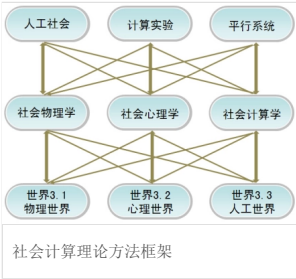 人工社会
计算实验
平行系统
社会物理学
社会心理学
社会计算学
世界3.1
物理世界
世界3.2
心理世界
世界3.3
人工世界
社会计算理论方法框架